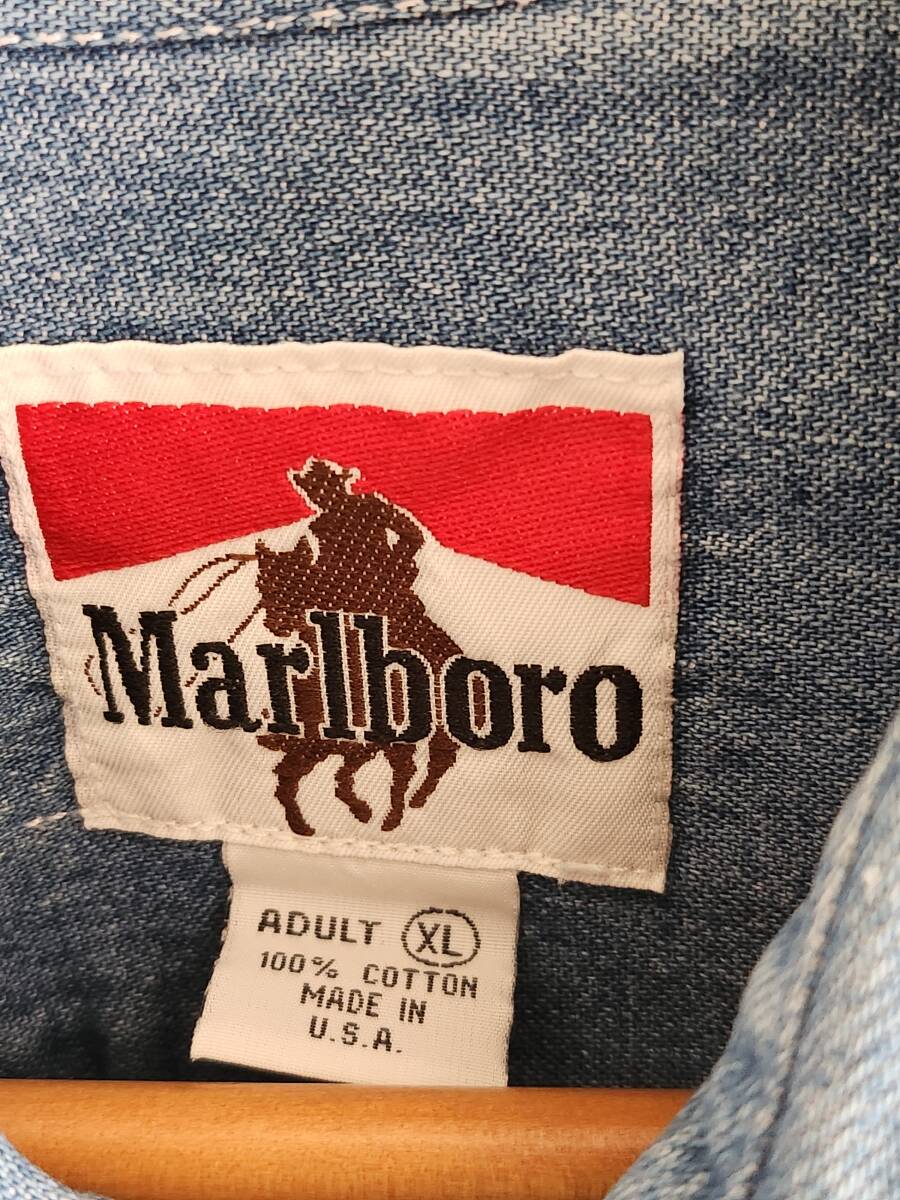 Marlboro
ADULT XL
100% COTTON
MADE IN
U.S.A.